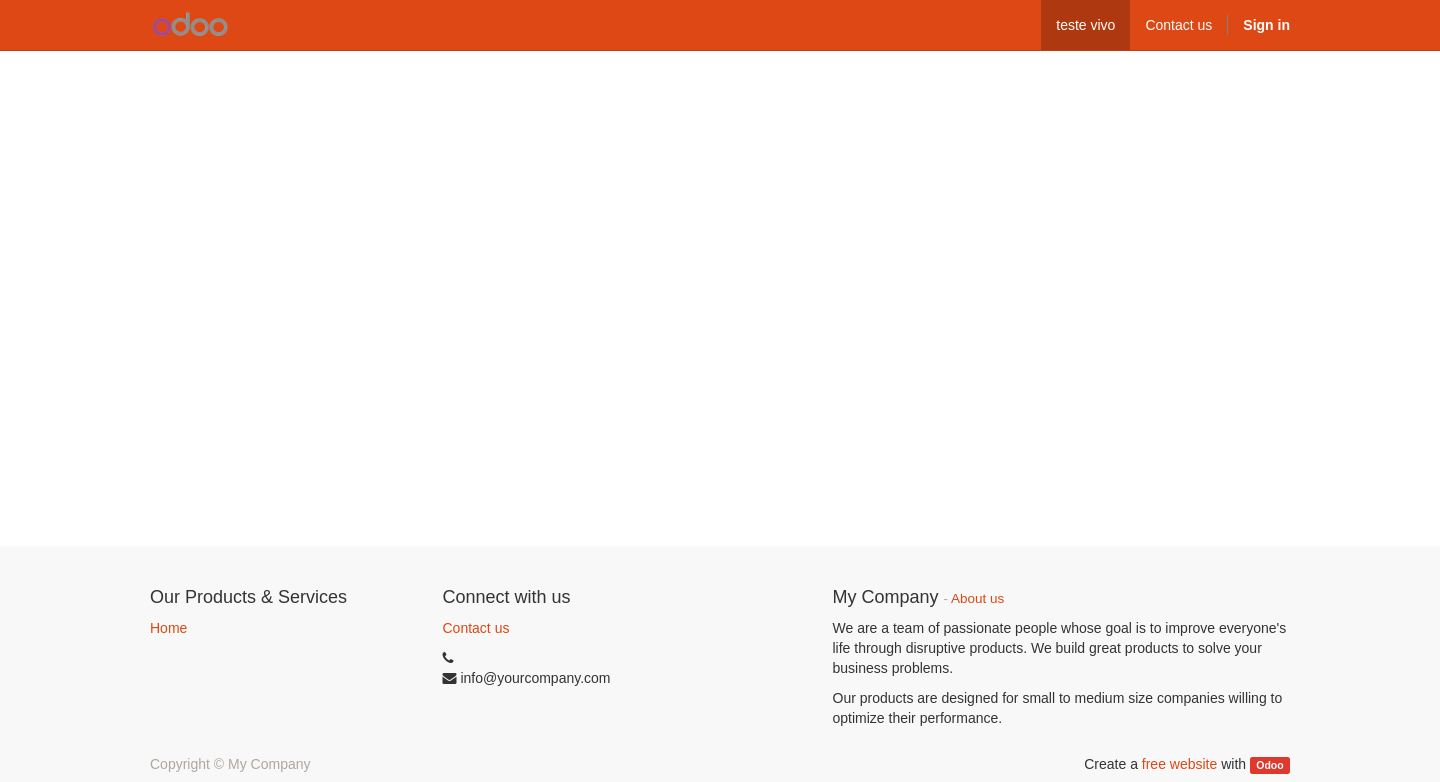 odoo
teste vivo
Contact us
Sign in
Our Products & Services
Home
Connect with us
Contact us
info@yourcompany.com
My Company - About us
We are a team of passionate people whose goal is to improve everyone's
life through disruptive products. We build great products to solve your
business problems.
Our products are designed for small to medium size companies willing to
optimize their performance.
Copyright © My Company
Create a free website with Odoo